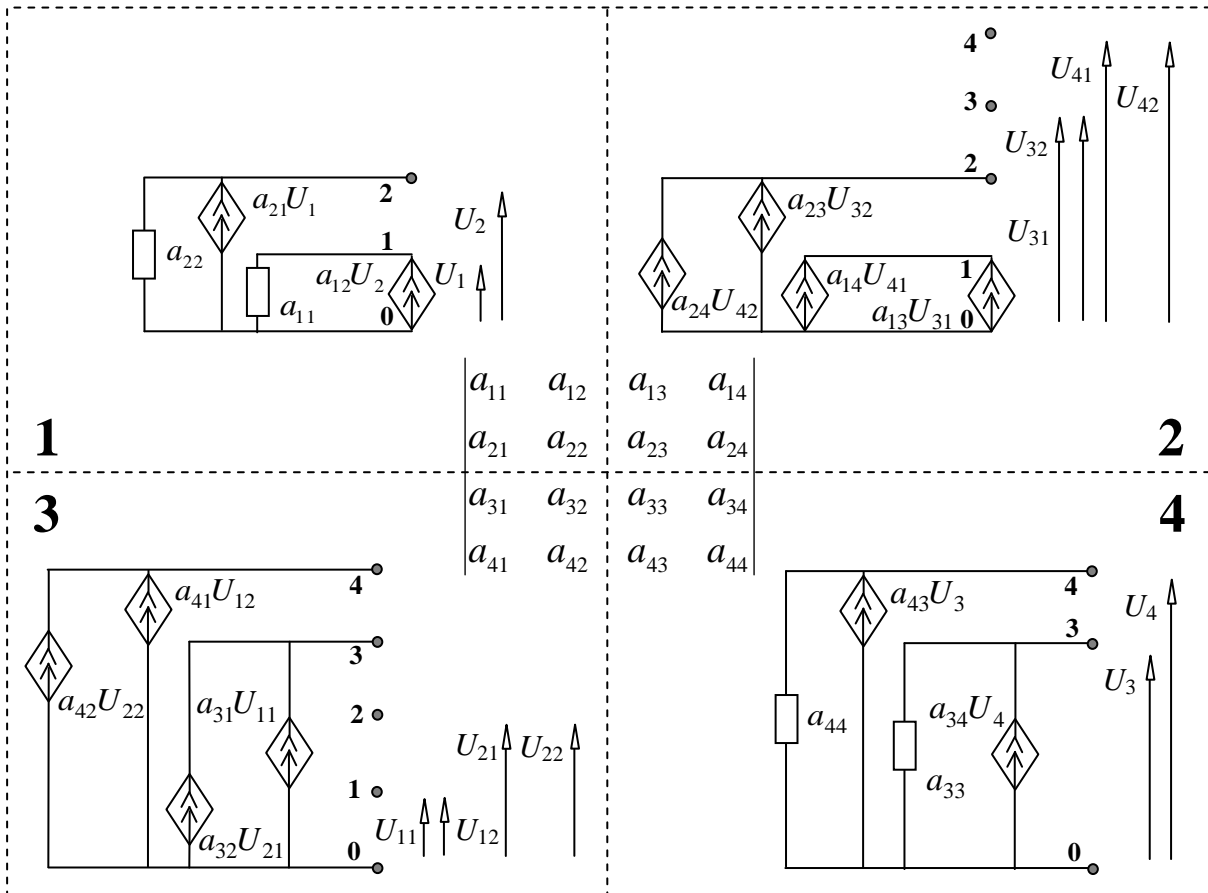 2
a₂₁U₁
a₂₂
U₂
1
a₁₂U₂
U₁
a₁₁
0
1
4
U₄₁
U₄₂
3
U₃₂
2
a₂₃U₃₂
U₃₁
1
a₁₄U₄₁
a₂₄U₄₂
a₁₃U₃₁
0
2
a₁₁ a₁₂ a₁₃ a₁₄
a₂₁ a₂₂ a₂₃ a₂₄
a₃₁ a₃₂ a₃₃ a₃₄
a₄₁ a₄₂ a₄₃ a₄₄
3
4
a₄₁U₁₂
3
a₄₂U₂₂
a₃₁U₁₁
2
U₂₁
U₂₂
1
U₁₁
U₁₂
a₃₂U₂₁
0
4
4
a₄₃U₃
U₄
3
U₃
a₄₄
a₃₄U₄
a₃₃
0